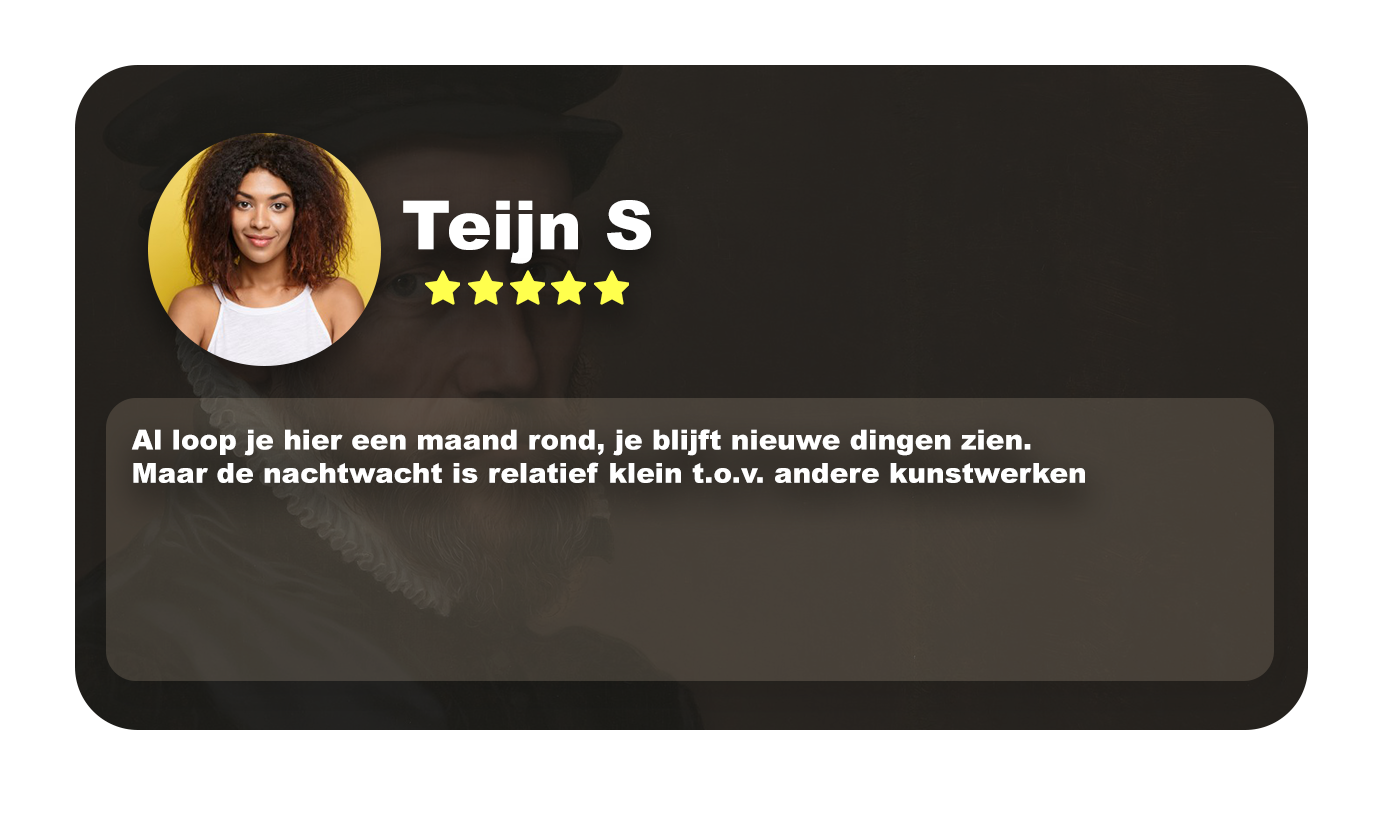 Teijn S
Al loop je hier een maand rond, je blijft nieuwe dingen zien.
Maar de nachtwacht is relatief klein t.o.v. andere kunstwerken